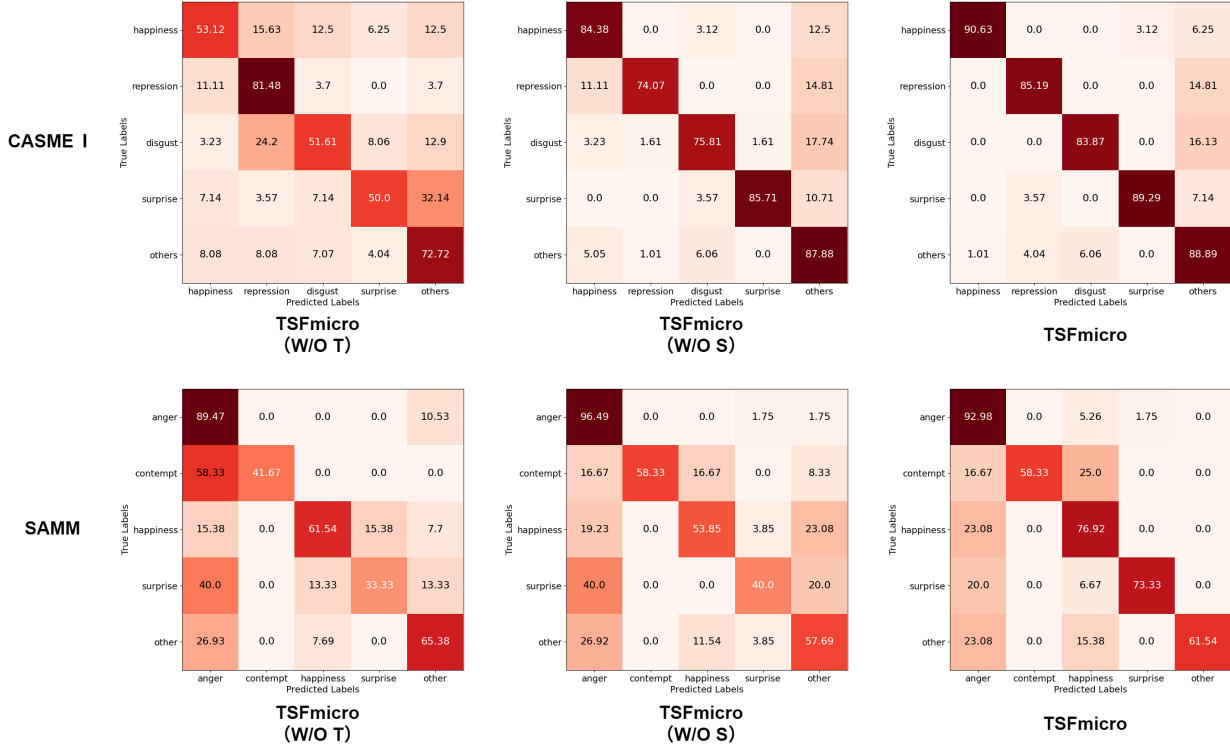 CASME I
True Labels
happiness 53.12 15.63 12.5 6.25 12.5
repression 11.11 81.48 3.7 0.0 3.7
disgust 3.23 24.2 51.61 8.06 12.9
surprise 7.14 3.57 7.14 50.0 32.14
others 8.08 8.08 7.07 4.04 72.72
happiness repression disgust surprise others
Predicted Labels
TSFmicro
(W/O T)
True Labels
happiness 84.38 0.0 3.12 0.0 12.5
repression 11.11 74.07 0.0 0.0 14.81
disgust 3.23 1.61 75.81 1.61 17.74
surprise 0.0 0.0 3.57 85.71 10.71
others 5.05 1.01 6.06 0.0 87.88
happiness repression disgust surprise others
Predicted Labels
TSFmicro
(W/O S)
True Labels
happiness 90.63 0.0 0.0 3.12 6.25
repression 0.0 85.19 0.0 0.0 14.81
disgust 0.0 0.0 83.87 0.0 16.13
surprise 0.0 3.57 0.0 89.29 7.14
others 1.01 4.04 6.06 0.0 88.89
happiness repression disgust surprise others
Predicted Labels
TSFmicro
SAMM
True Labels
anger 89.47 0.0 0.0 0.0 10.53
contempt 58.33 41.67 0.0 0.0 0.0
happiness 15.38 0.0 61.54 15.38 7.7
surprise 40.0 0.0 13.33 33.33 13.33
other 26.93 0.0 7.69 0.0 65.38
anger contempt happiness surprise other
Predicted Labels
TSFmicro
(W/O T)
True Labels
anger 96.49 0.0 0.0 1.75 1.75
contempt 16.67 58.33 16.67 0.0 8.33
happiness 19.23 0.0 53.85 3.85 23.08
surprise 40.0 0.0 0.0 40.0 20.0
other 26.92 0.0 11.54 3.85 57.69
anger contempt happiness surprise other
Predicted Labels
TSFmicro
(W/O S)
True Labels
anger 92.98 0.0 5.26 1.75 0.0
contempt 16.67 58.33 25.0 0.0 0.0
happiness 23.08 0.0 76.92 0.0 0.0
surprise 20.0 0.0 6.67 73.33 0.0
other 23.08 0.0 15.38 0.0 61.54
anger contempt happiness surprise other
Predicted Labels
TSFmicro